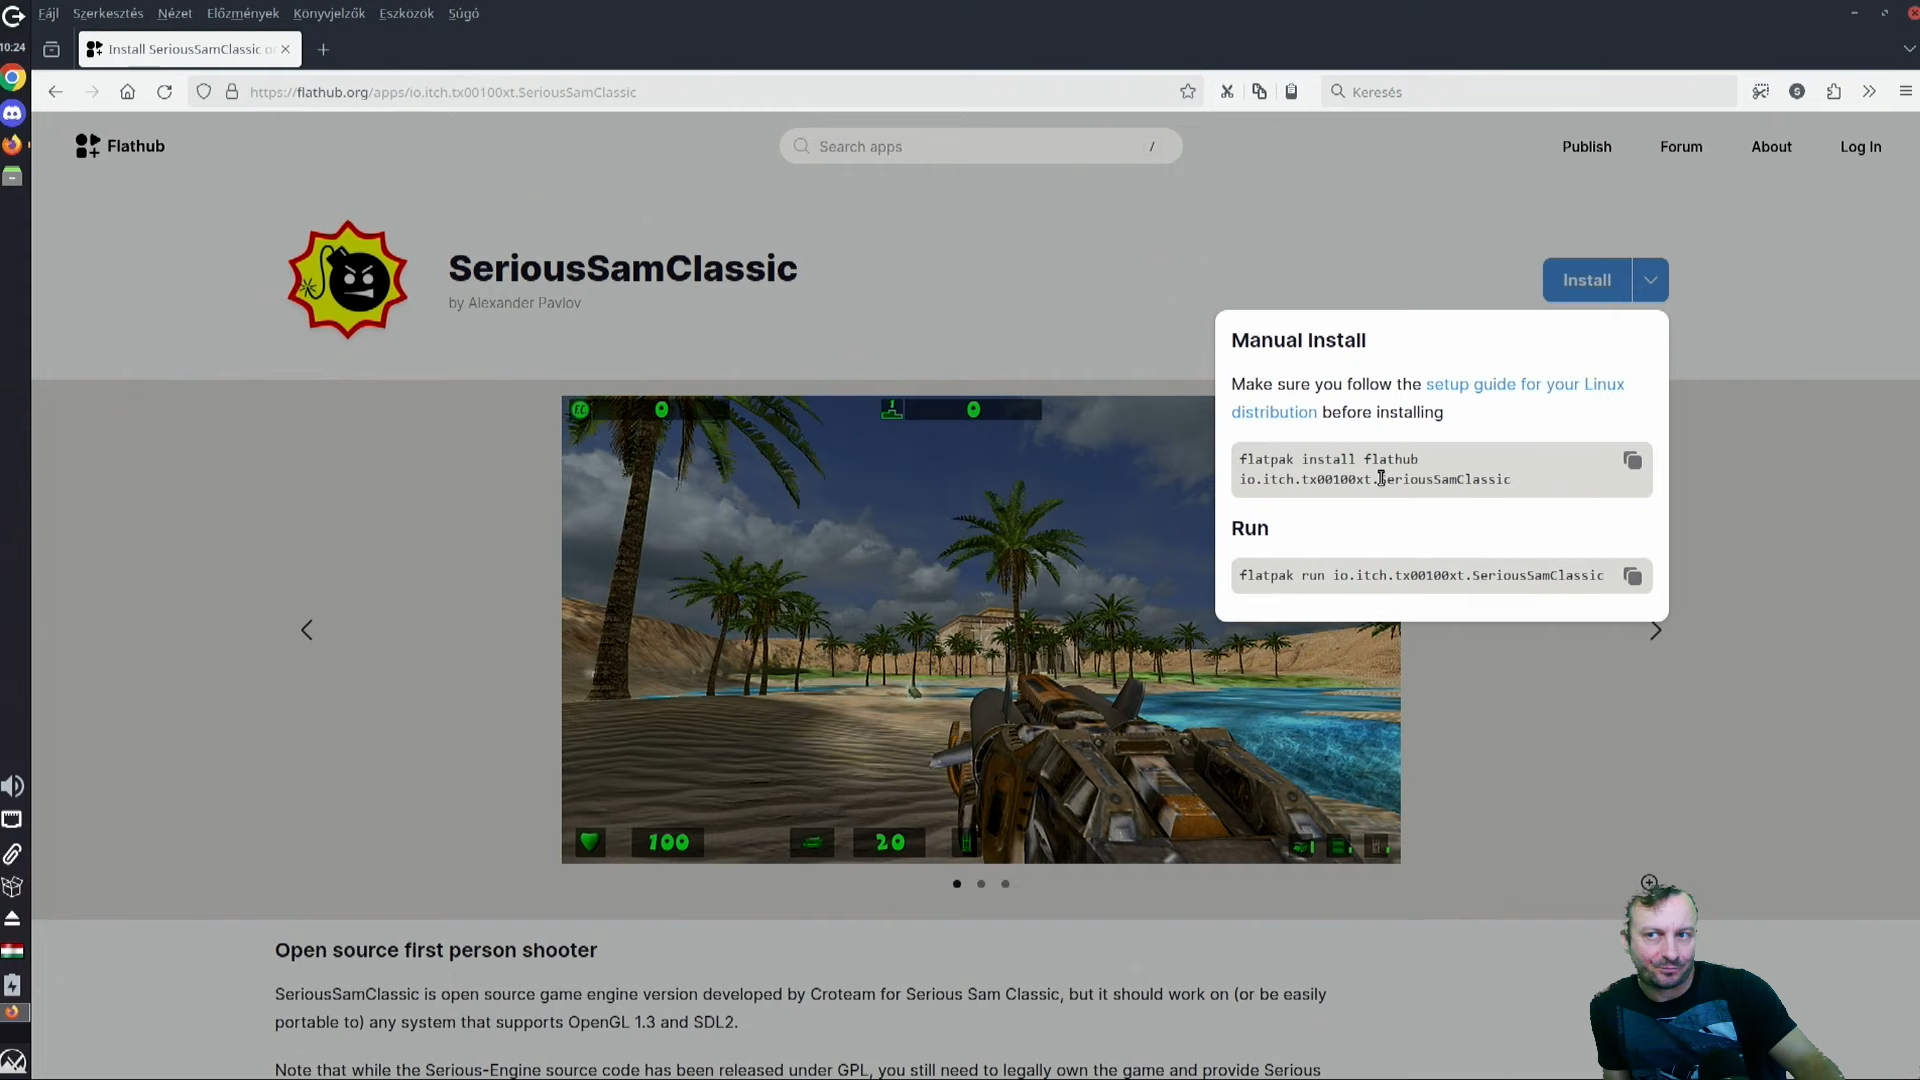 Fájl Szerkesztés Nézet Előzmények Könyvjelzők Eszközök Súgó
10:24
Install SeriousSamClassic or
https://flathub.org/apps/io.itch.tx00100xt.SeriousSamClassic
Keresés
S
Flathub
Search apps /
Publish Forum About Log In
SeriousSamClassic
by Alexander Pavlov
Install
Manual Install
Make sure you follow the setup guide for your Linux
distribution before installing
flatpak install flathub
io.itch.tx00100xt.SeriousSamClassic
Run
flatpak run io.itch.tx00100xt.SeriousSamClassic
0
1
0
100
20
Open source first person shooter
SeriousSamClassic is open source game engine version developed by Croteam for Serious Sam Classic, but it should work on (or be easily
portable to) any system that supports OpenGL 1.3 and SDL2.
Note that while the Serious-Engine source code has been released under GPL, you still need to legally own the game and provide Serious